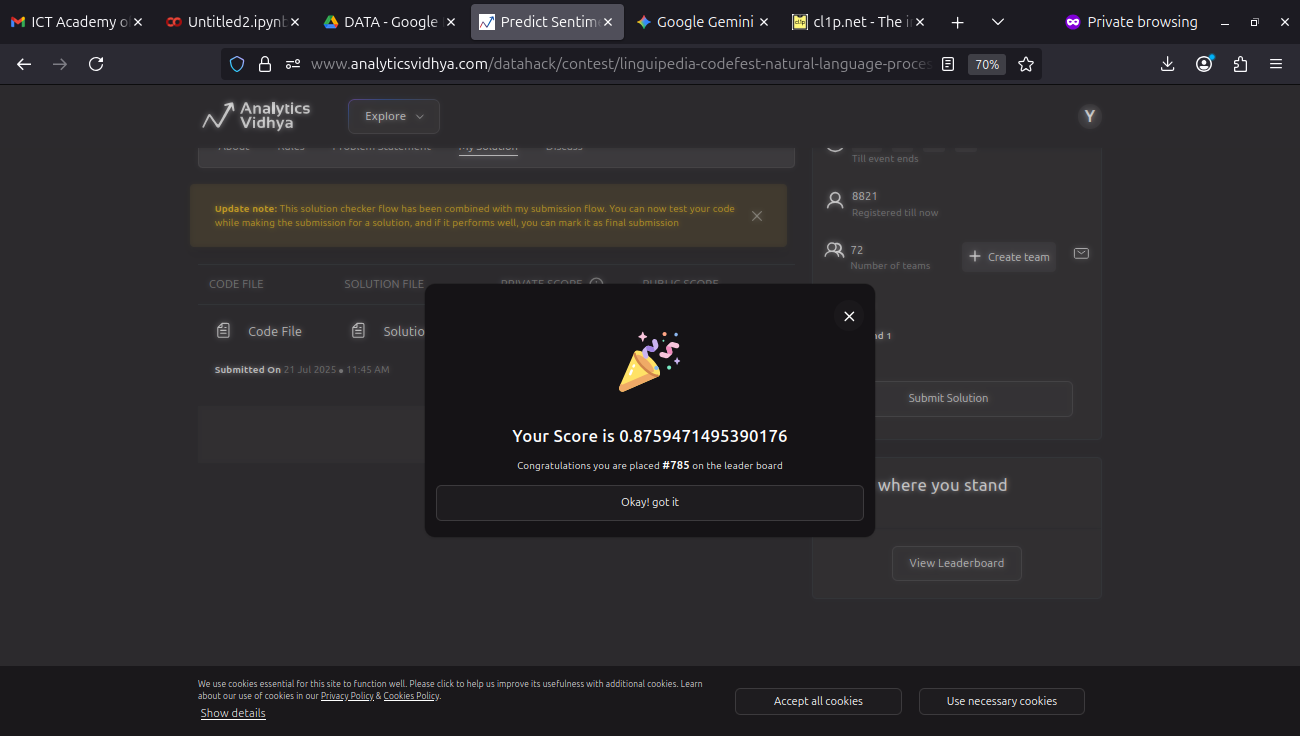 ICT Academy o
Untitled2.ipynb
DATA - Google
Predict Sentime
Google Gemini
cl1p.net - The i
Private browsing
www.analyticsvidhya.com/datahack/contest/linguipedia-codefest-natural-language-proces
70%
Analytics
Vidhya
Explore
Y
About
Rules
Problem Statement
My Solution
Discuss
Till event ends
Update note: This solution checker flow has been combined with my submission flow. You can now test your code
while making the submission for a solution, and if it performs well, you can mark it as final submission
8821
Registered till now
72
Number of teams
Create team
CODE FILE
SOLUTION FILE
PRIVATE SCORE
PUBLIC SCORE
Code File
Solutio
nd 1
Submitted On 21 Jul 2025 • 11:45 AM
Submit Solution
Your Score is 0.8759471495390176
Congratulations you are placed #785 on the leader board
Okay! got it
where you stand
View Leaderboard
We use cookies essential for this site to function well. Please click to help us improve its usefulness with additional cookies. Learn
about our use of cookies in our Privacy Policy & Cookies Policy.
Show details
Accept all cookies
Use necessary cookies